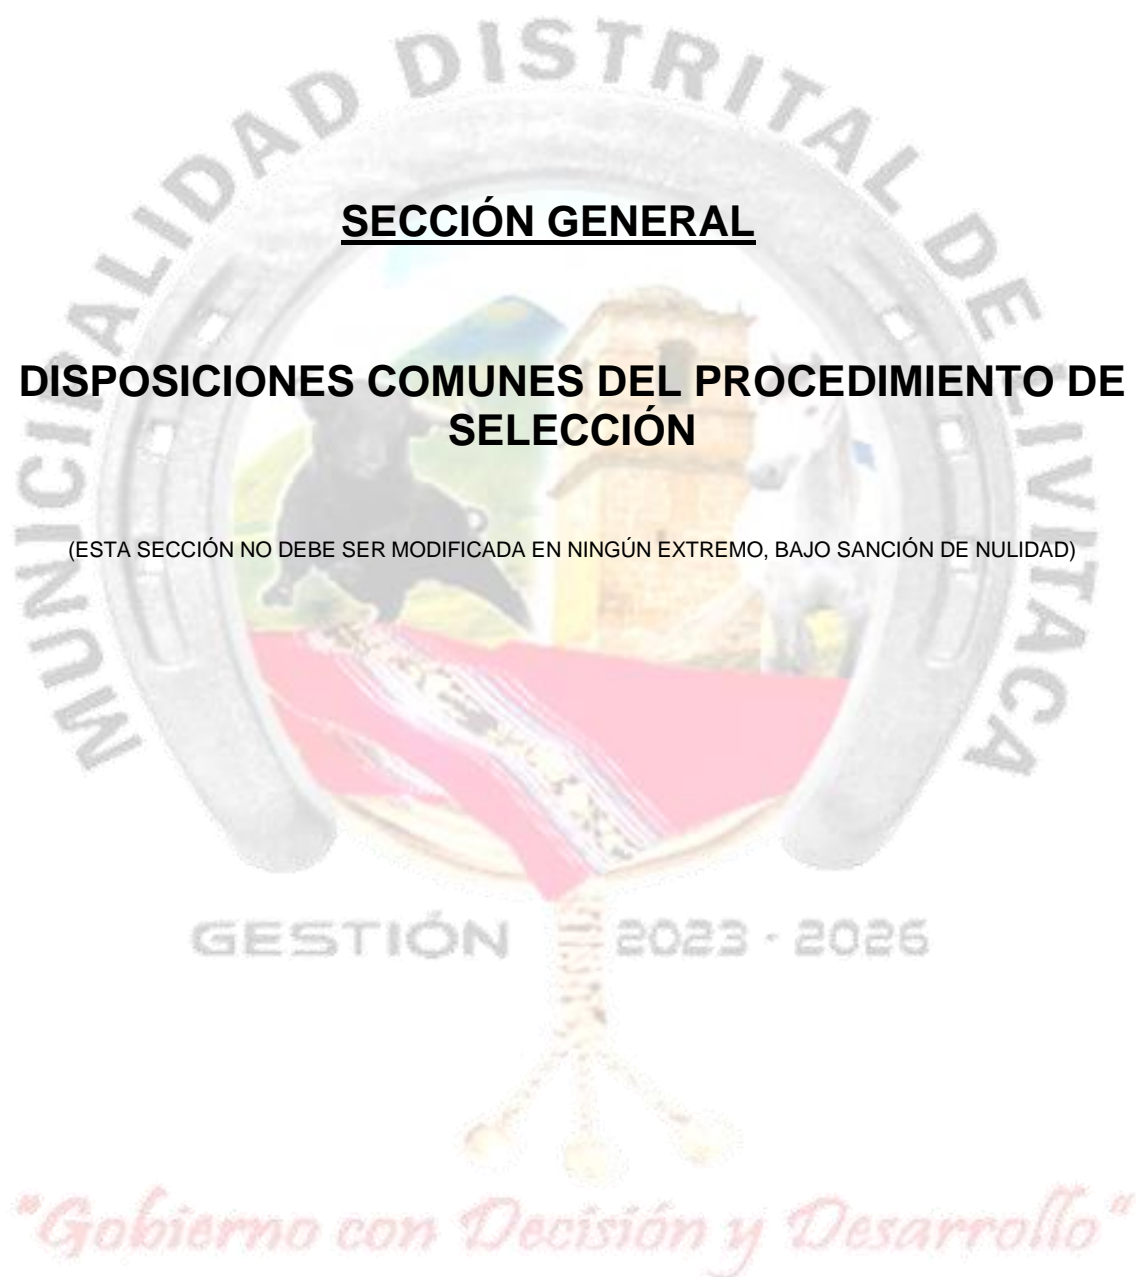 MUNICIPALIDAD DISTRITAL DE LIVITACA
SECCIÓN GENERAL
DISPOSICIONES COMUNES DEL PROCEDIMIENTO DE
SELECCIÓN
(ESTA SECCIÓN NO DEBE SER MODIFICADA EN NINGÚN EXTREMO, BAJO SANCIÓN DE NULIDAD)
GESTIÓN 2023 - 2026
"Gobierno con Decisión y Desarrollo"